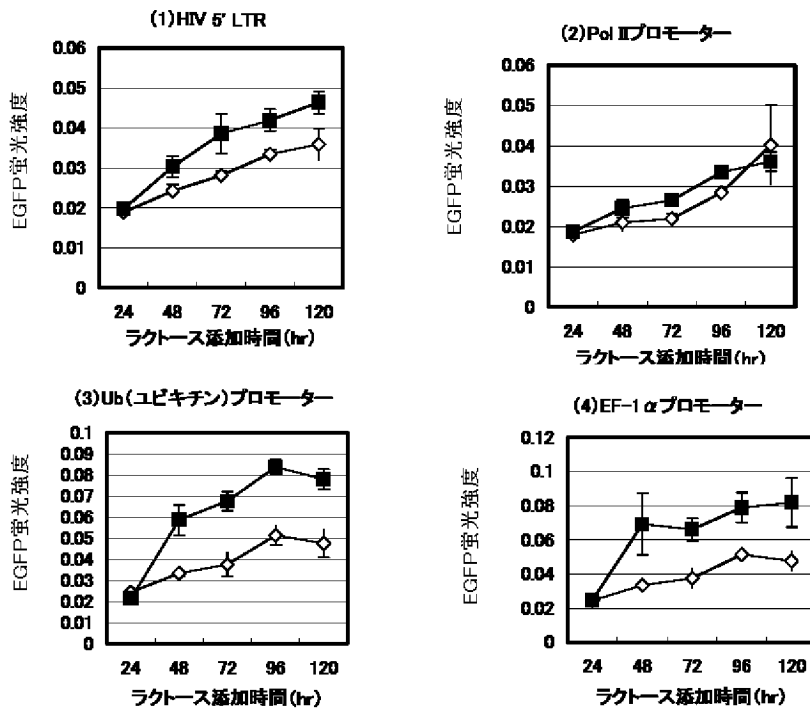 (1)HIV 5' LTR
EGFP蛍光強度
0.06
0.05
0.04
0.03
0.02
0.01
0
24 48 72 96 120
ラクトース添加時間(hr)
(2)Pol IIプロモーター
EGFP蛍光強度
0.06
0.05
0.04
0.03
0.02
0.01
0
24 48 72 96 120
ラクトース添加時間(hr)
(3)Ub(ユビキチン)プロモーター
EGFP蛍光強度
0.1
0.09
0.08
0.07
0.06
0.05
0.04
0.03
0.02
0.01
0
24 48 72 96 120
ラクトース添加時間(hr)
(4)EF-1αプロモーター
EGFP蛍光強度
0.12
0.1
0.08
0.06
0.04
0.02
0
24 48 72 96 120
ラクトース添加時間(hr)